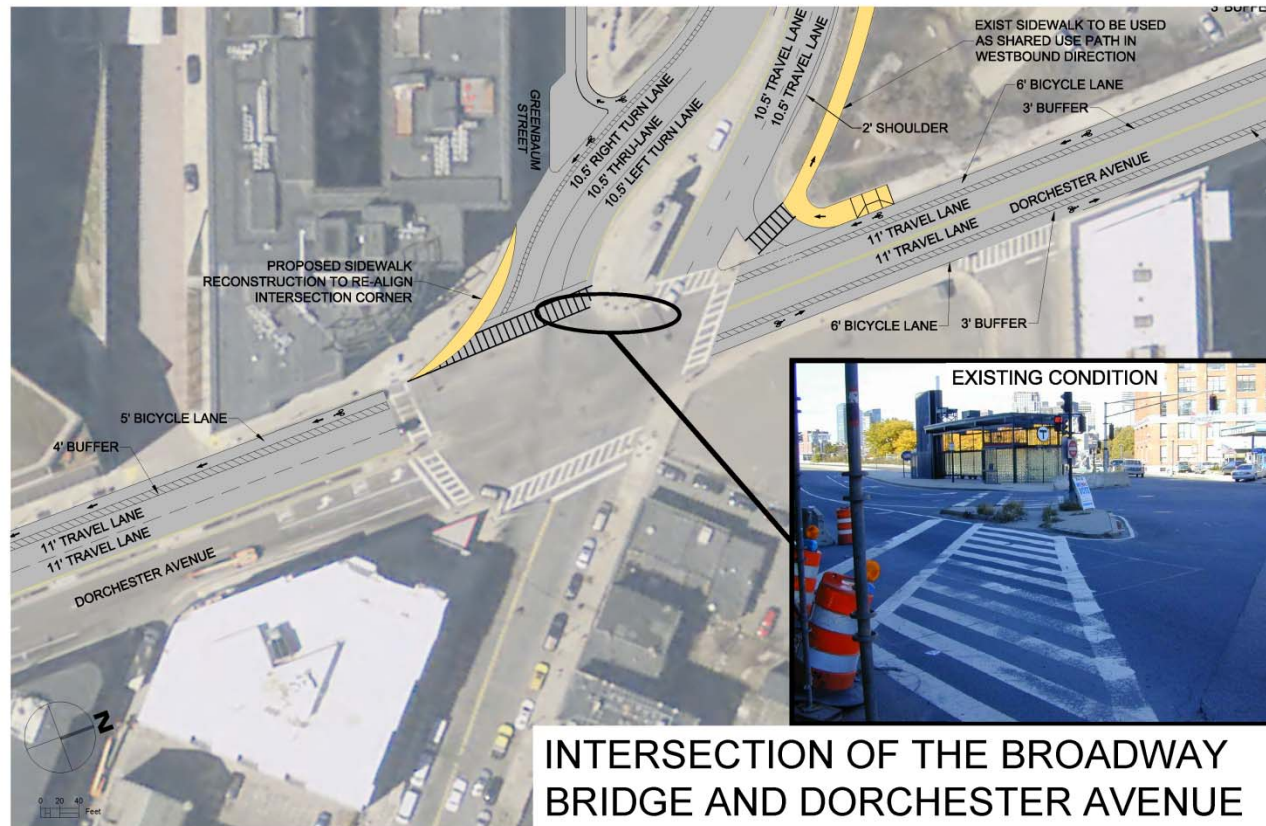 3' BUFFER
EXIST SIDEWALK TO BE USED
AS SHARED USE PATH IN
WESTBOUND DIRECTION
6' BICYCLE LANE
3' BUFFER
10.5' TRAVEL LANE
10.5' TRAVEL LANE
2' SHOULDER
GREENBAUM
STREET
10.5' RIGHT TURN LANE
10.5' THRU-LANE
10.5' LEFT TURN LANE
DORCHESTER AVENUE
11' TRAVEL LANE
11' TRAVEL LANE
PROPOSED SIDEWALK
RECONSTRUCTION TO RE-ALIGN
INTERSECTION CORNER
6' BICYCLE LANE
3' BUFFER
5' BICYCLE LANE
4' BUFFER
11' TRAVEL LANE
11' TRAVEL LANE
DORCHESTER AVENUE
EXISTING CONDITION
T
N
0 20 40
Feet
INTERSECTION OF THE BROADWAY
BRIDGE AND DORCHESTER AVENUE